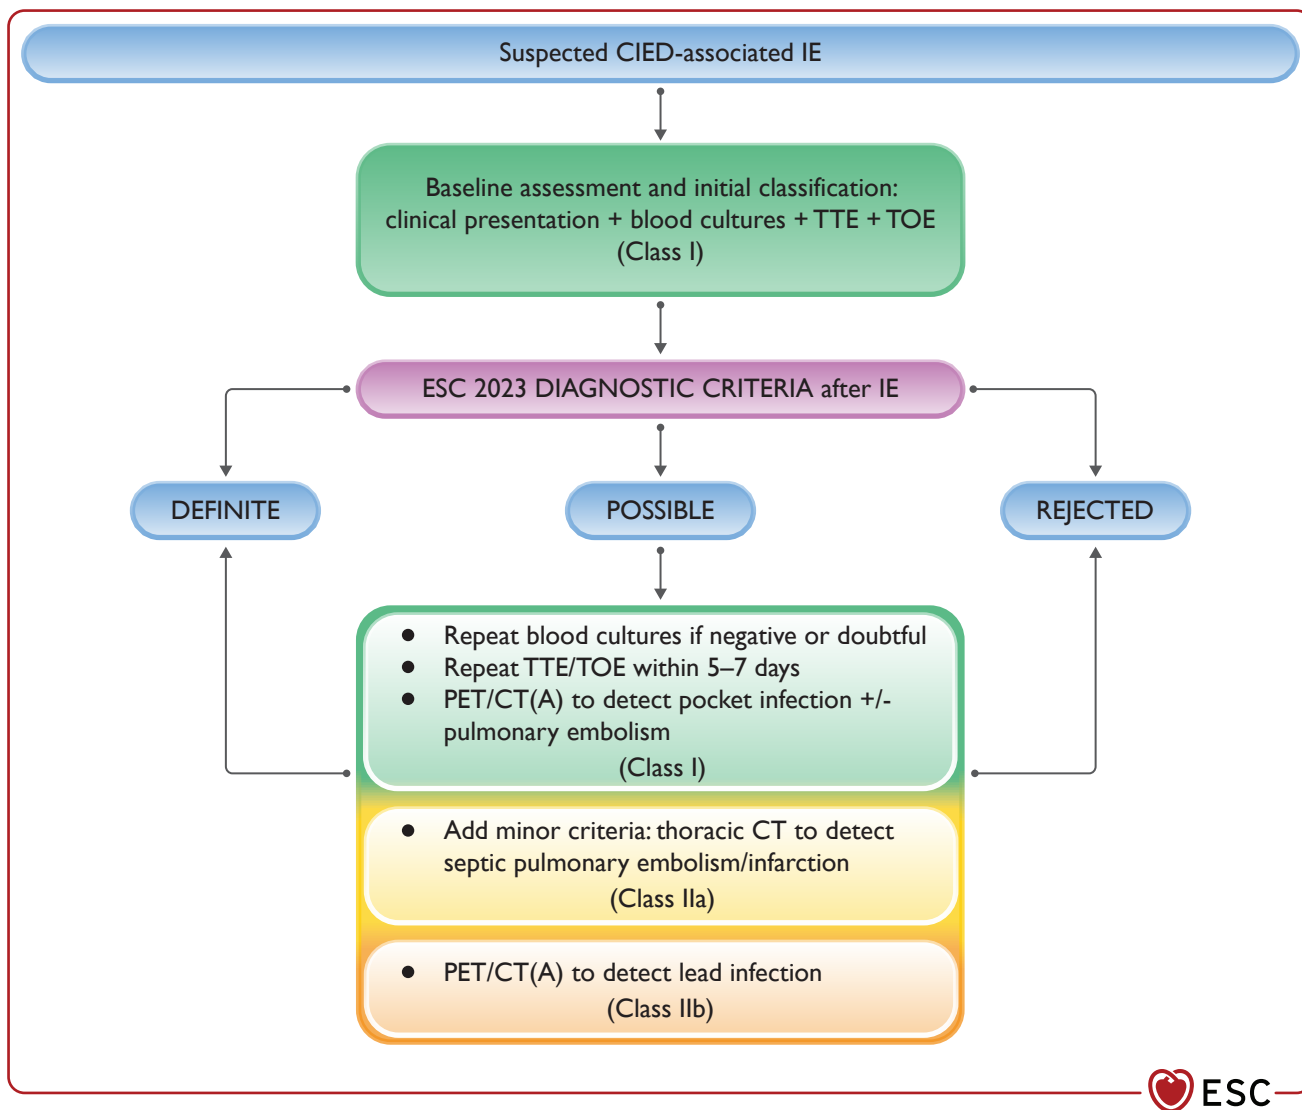 Suspected CIED-associated IE
Baseline assessment and initial classification:
clinical presentation + blood cultures + TTE + TOE
(Class I)
ESC 2023 DIAGNOSTIC CRITERIA after IE
DEFINITE
POSSIBLE
REJECTED
● Repeat blood cultures if negative or doubtful
● Repeat TTE/TOE within 5–7 days
● PET/CT(A) to detect pocket infection +/-
pulmonary embolism
(Class I)
● Add minor criteria: thoracic CT to detect
septic pulmonary embolism/infarction
(Class IIa)
● PET/CT(A) to detect lead infection
(Class IIb)
ESC